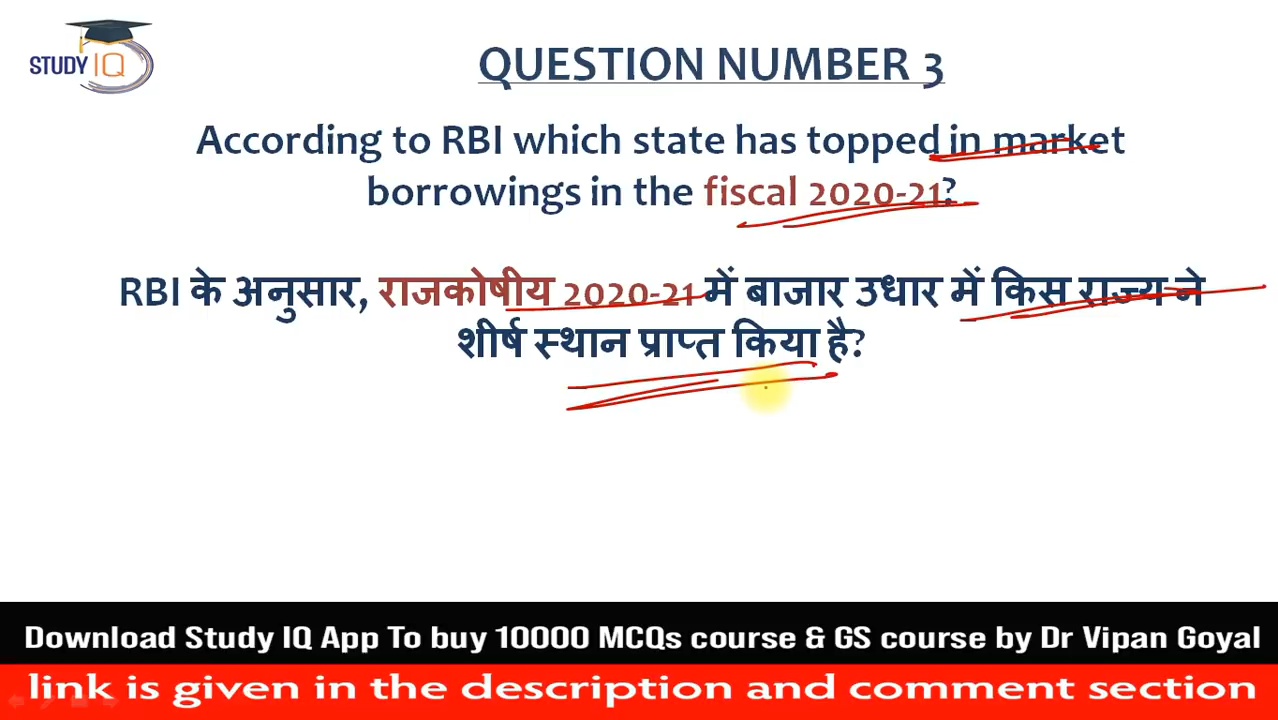 STUDY IQ
QUESTION NUMBER 3
According to RBI which state has topped in market
borrowings in the fiscal 2020-21?
RBI के अनुसार, राजकोषीय 2020-21 में बाजार उधार में किस राज्य ने
शीर्ष स्थान प्राप्त किया है?
Download Study IQ App To buy 10000 MCQs course & GS course by Dr Vipan Goyal
link is given in the description and comment section